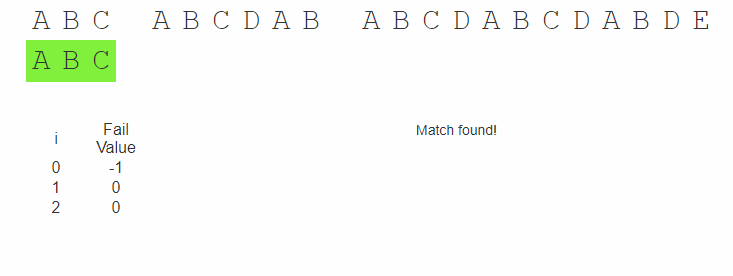 A B C   A B C D A B   A B C D A B C D A B D E
A B C
i Fail Value
Match found!
0 -1
1 0
2 0